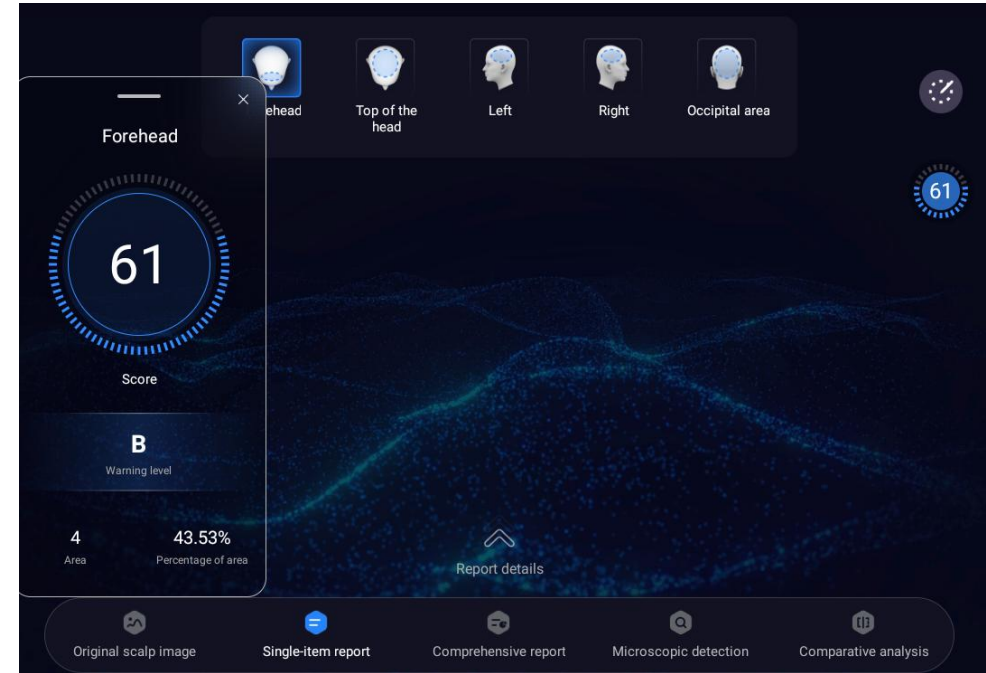 ehead
Top of the
head
Left
Right
Occipital area
Forehead
61
61
Score
B
Warning level
4
43.53%
Area
Percentage of area
Report details
Original scalp image
Single-item report
Comprehensive report
Microscopic detection
Comparative analysis